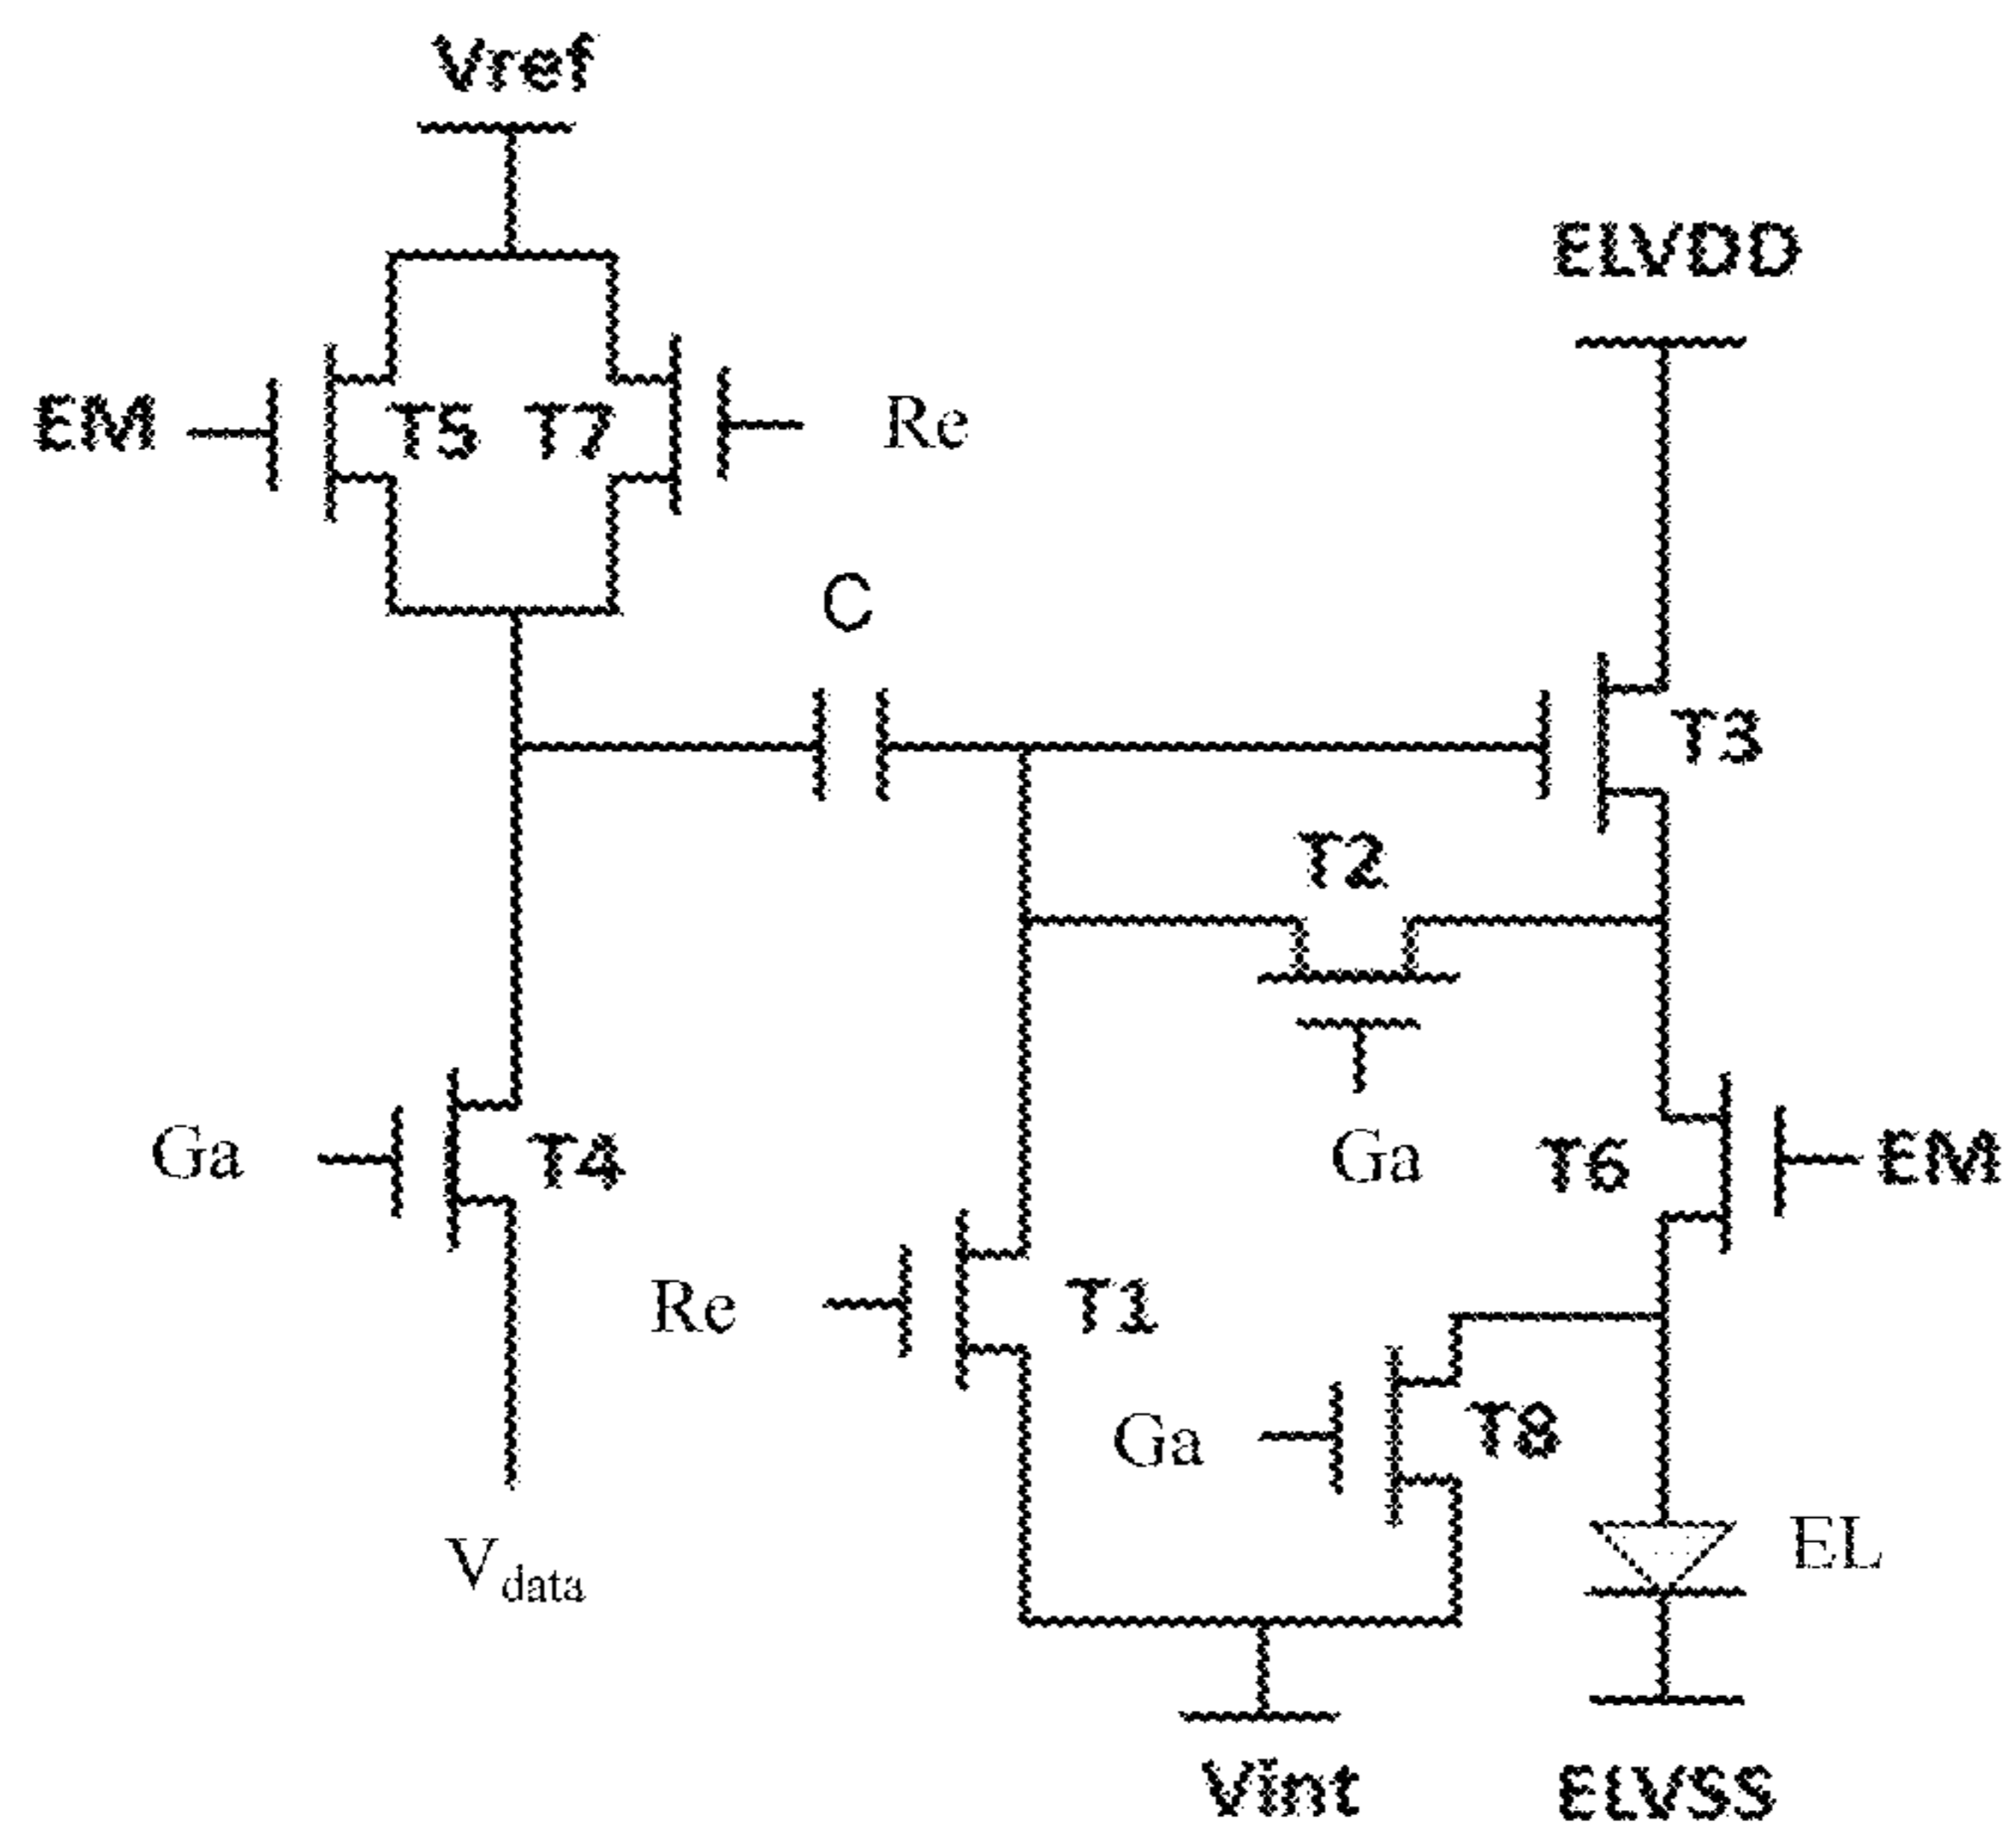 Vref
ELVDD
EM
T5
T7
Re
C
T3
T2
Ga
T4
Ga
T6
EM
Re
T1
Ga
T8
Vdata
EL
Vint
ELVSS